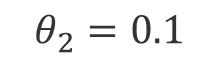 θ₂ = 0.1